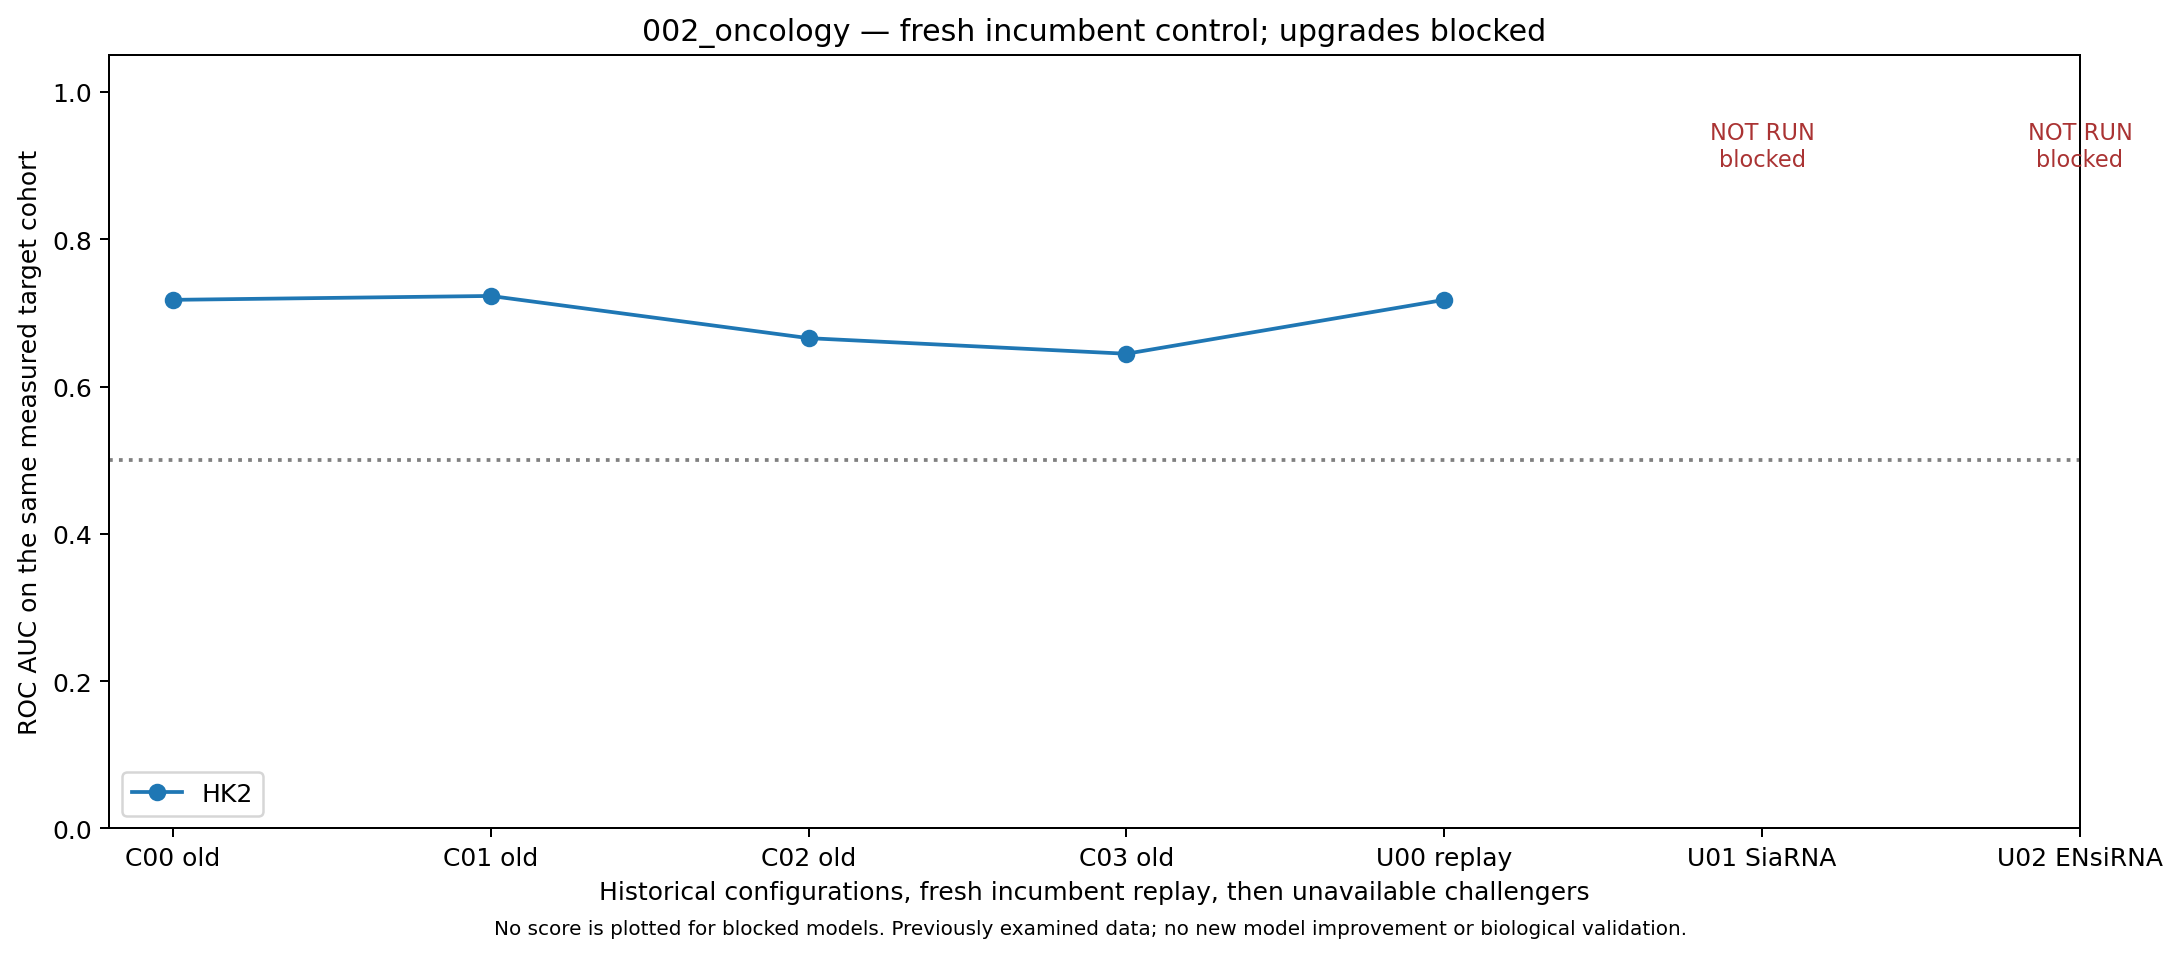 002_oncology — fresh incumbent control; upgrades blocked
ROC AUC on the same measured target cohort
1.0
0.8
0.6
0.4
0.2
0.0
NOT RUN
blocked
NOT RUN
blocked
HK2
C00 old
C01 old
C02 old
C03 old
U00 replay
U01 SiaRNA
U02 ENsiRNA
Historical configurations, fresh incumbent replay, then unavailable challengers
No score is plotted for blocked models. Previously examined data; no new model improvement or biological validation.